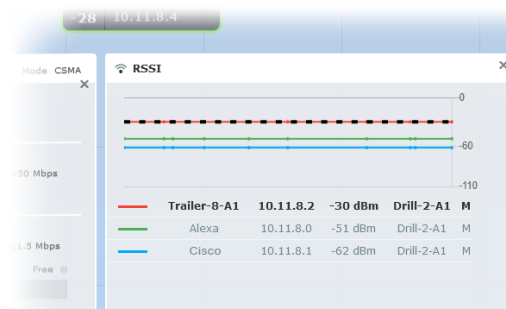 -28 10.11.8.4
Mode CSMA
150 Mbps
1.5 Mbps
Free
RSSI
0
-60
-110
Trailer-8-A1 10.11.8.2 -30 dBm Drill-2-A1 M
Alexa 10.11.8.0 -51 dBm Drill-2-A1 M
Cisco 10.11.8.1 -62 dBm Drill-2-A1 M